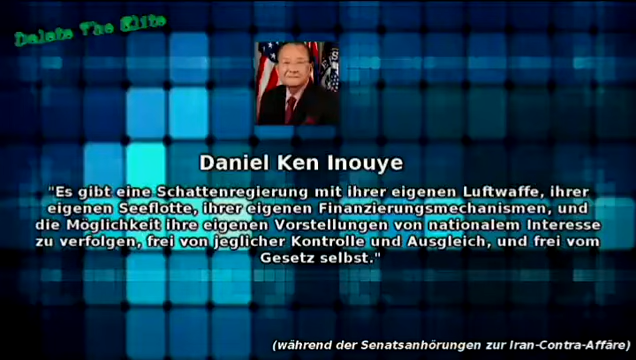 Delete The Elite
Daniel Ken Inouye
"Es gibt eine Schattenregierung mit ihrer eigenen Luftwaffe, ihrer
eigenen Seeflotte, ihrer eigenen Finanzierungsmechanismen, und
die Möglichkeit ihre eigenen Vorstellungen von nationalem Interesse
zu verfolgen, frei von jeglicher Kontrolle und Ausgleich, und frei vom
Gesetz selbst."
(während der Senatsanhörungen zur Iran-Contra-Affäre)